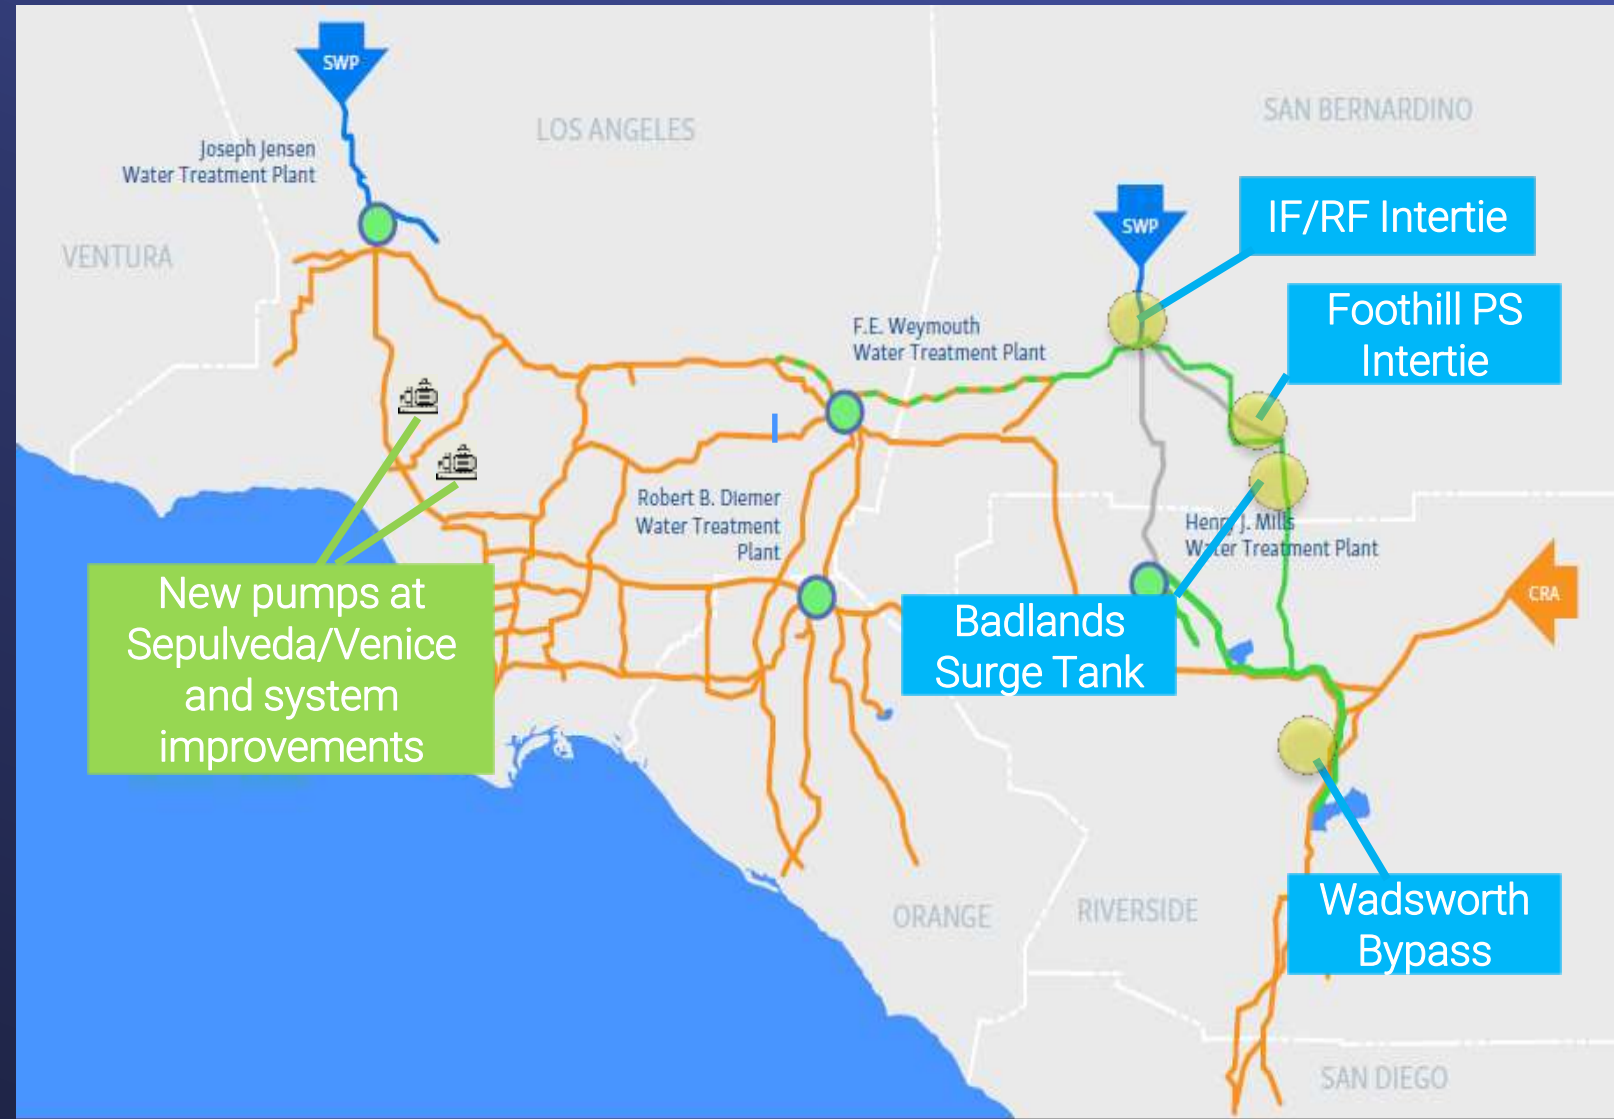 SWP
LOS ANGELES
SAN BERNARDINO
Joseph Jensen
Water Treatment Plant
VENTURA
SWP
IF/RF Intertie
Foothill PS
Intertie
F.E. Weymouth
Water Treatment Plant
Robert B. Diemer
Water Treatment
Plant
Henry J. Mills
Water Treatment Plant
CRA
New pumps at
Sepulveda/Venice
and system
improvements
Badlands
Surge Tank
Wadsworth
Bypass
ORANGE
RIVERSIDE
SAN DIEGO